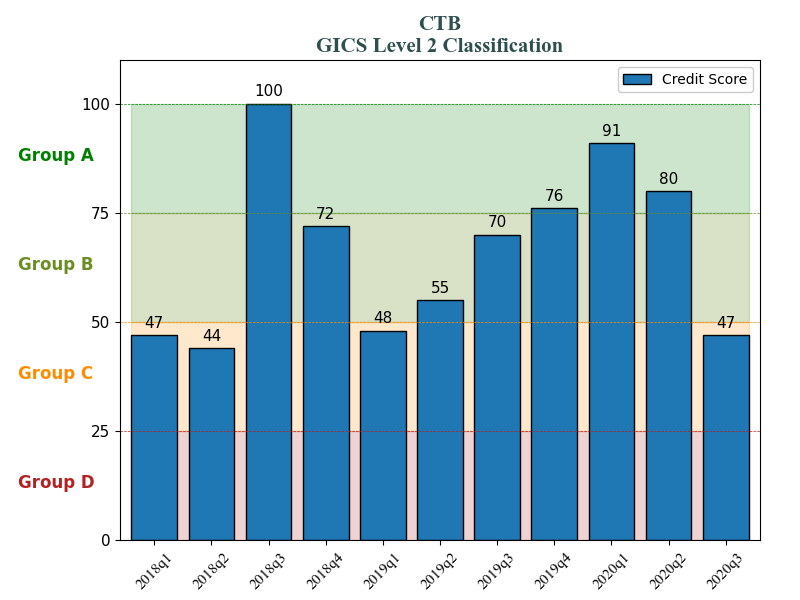 CTB
GICS Level 2 Classification
Credit Score
100
75
50
25
0
Group A
Group B
Group C
Group D
47
44
100
72
48
55
70
76
91
80
47
2018q1
2018q2
2018q3
2018q4
2019q1
2019q2
2019q3
2019q4
2020q1
2020q2
2020q3